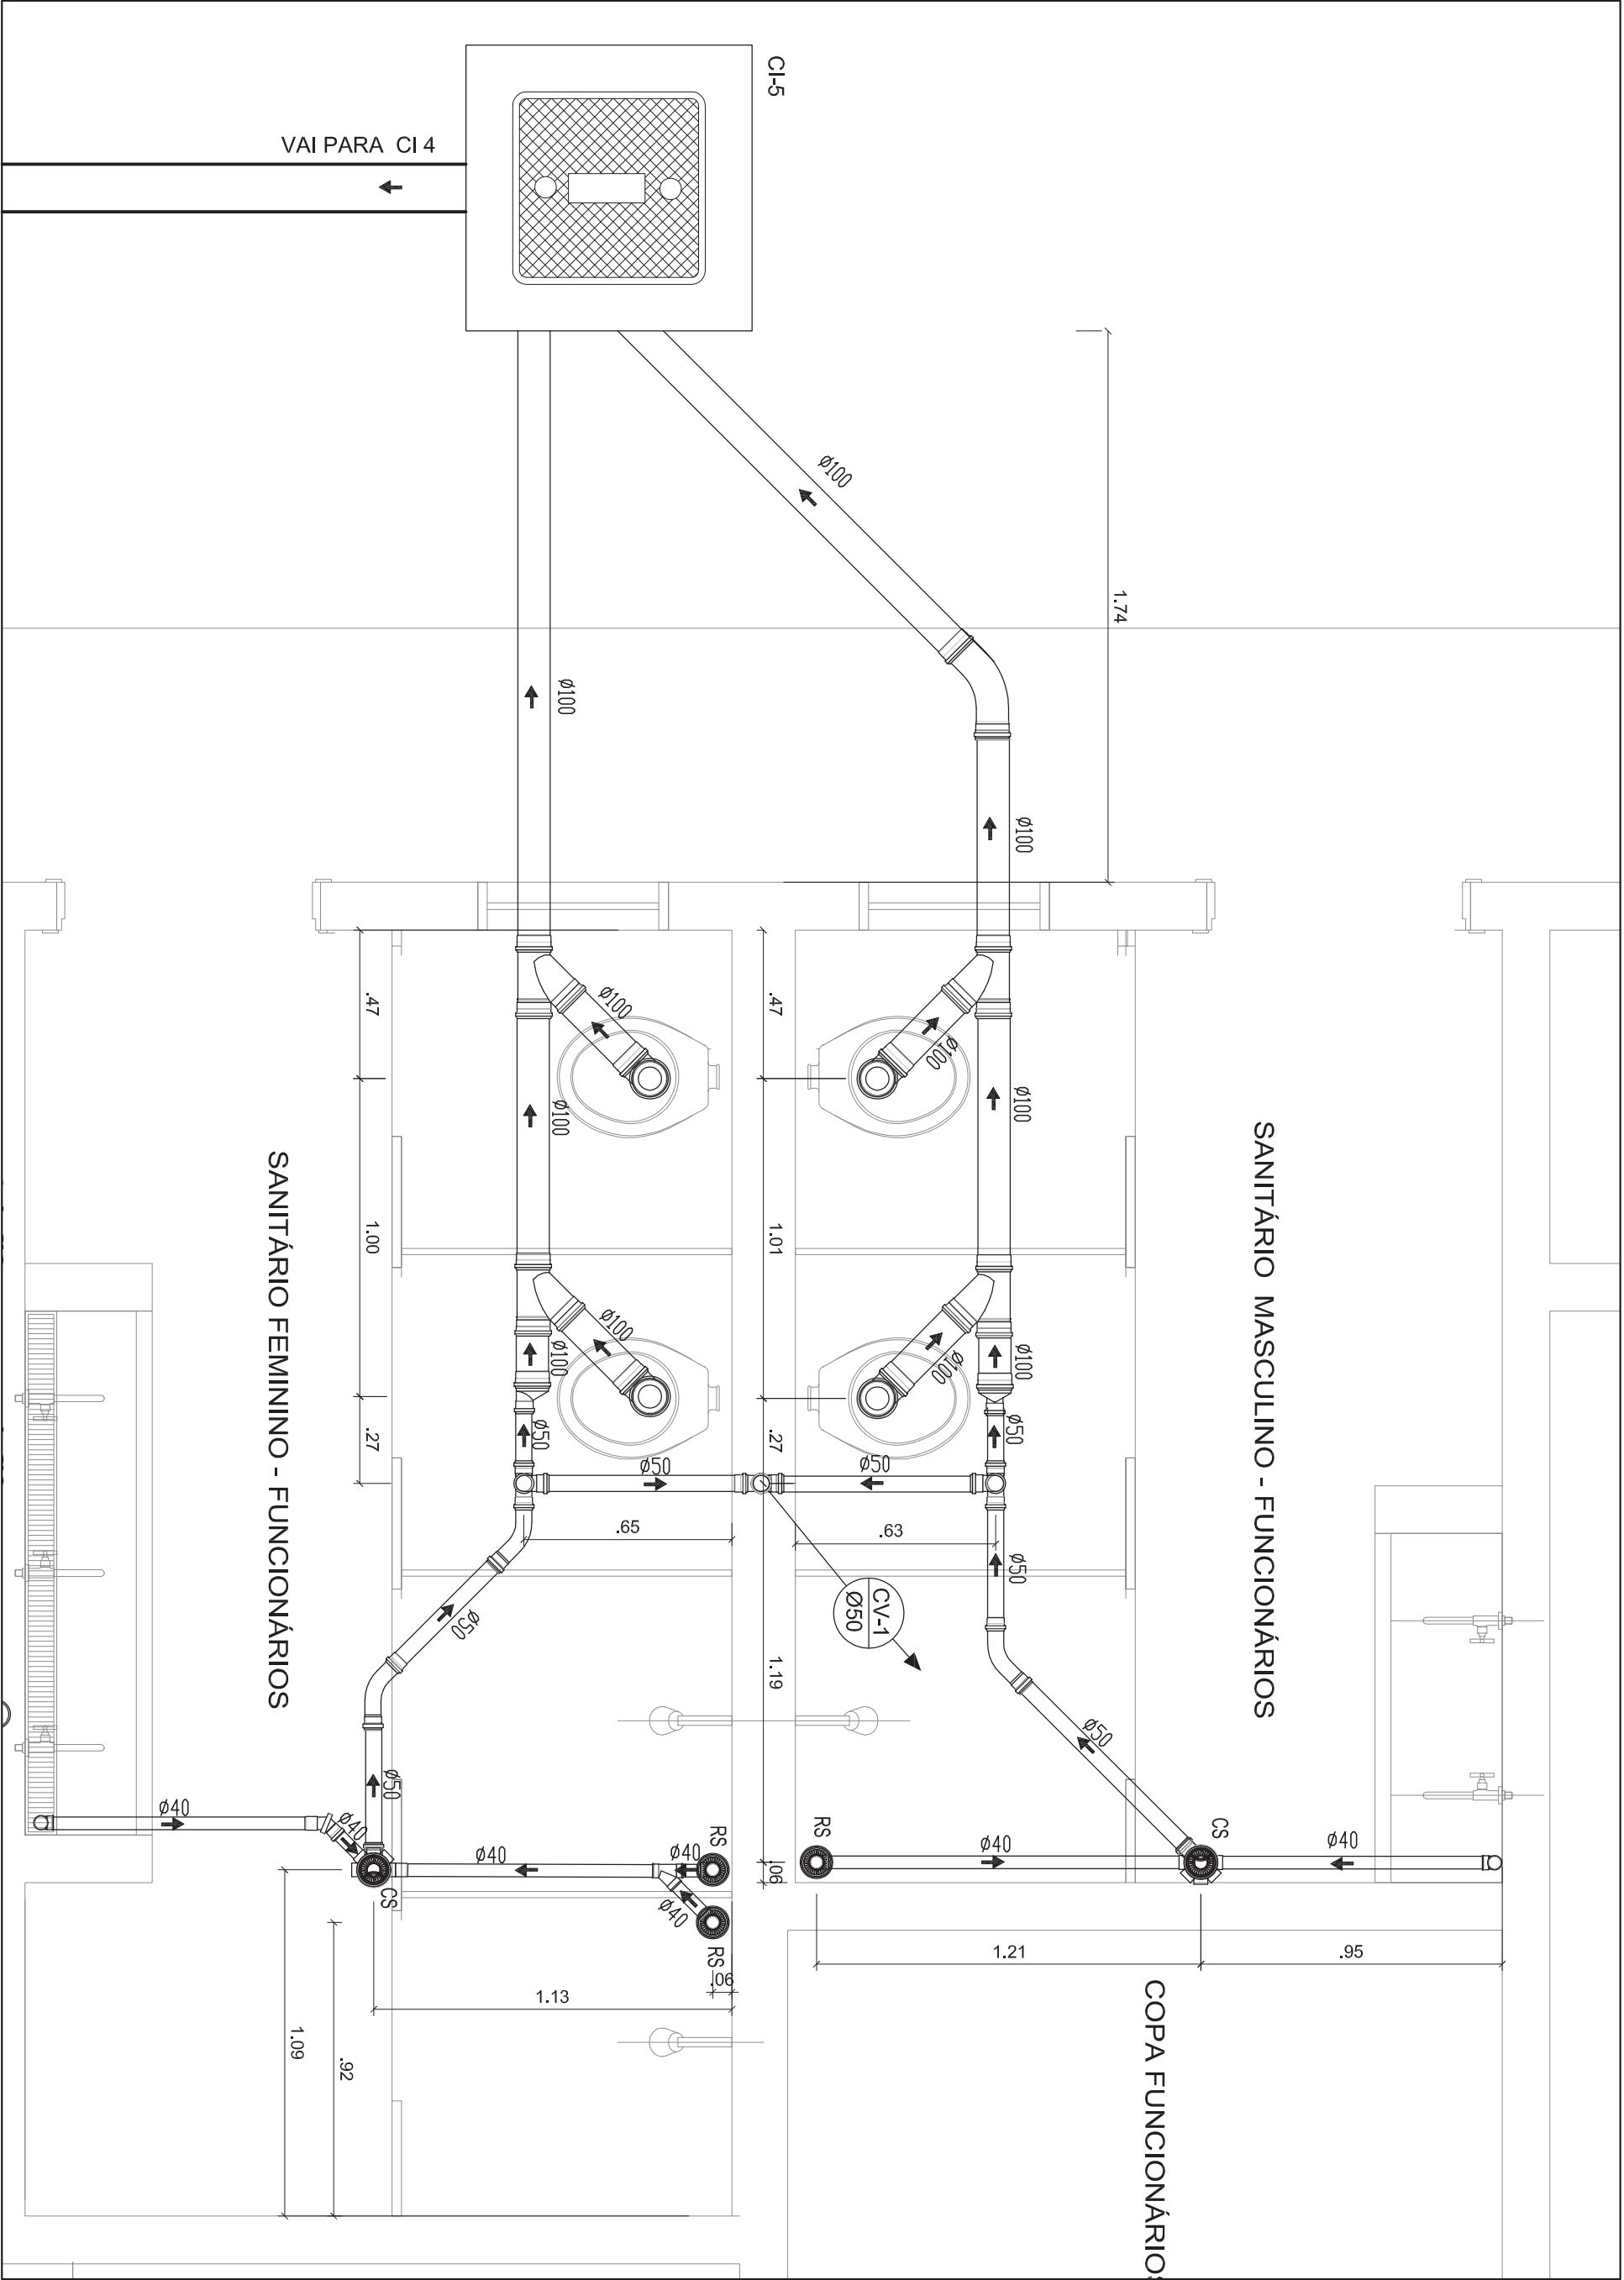 CI-5
VAI PARA  CI 4
Ø100
1.74
Ø100
Ø100
.47
.47
Ø100
Ø100
Ø100
Ø100
SANITÁRIO FEMININO - FUNCIONÁRIOS
SANITÁRIO  MASCULINO - FUNCIONÁRIOS
1.00
1.01
Ø100
Ø100
Ø100
Ø100
.27
.27
Ø50
Ø50
Ø50
Ø50
.65
.63
CV-1
Ø50
Ø50
Ø50
1.19
Ø50
Ø50
Ø40
Ø40
Ø40
Ø40
RS
.06
RS
Ø40
CS
Ø40
CS
Ø40
RS
.06
1.21
.95
1.13
1.09
.92
COPA FUNCIONÁRIOS